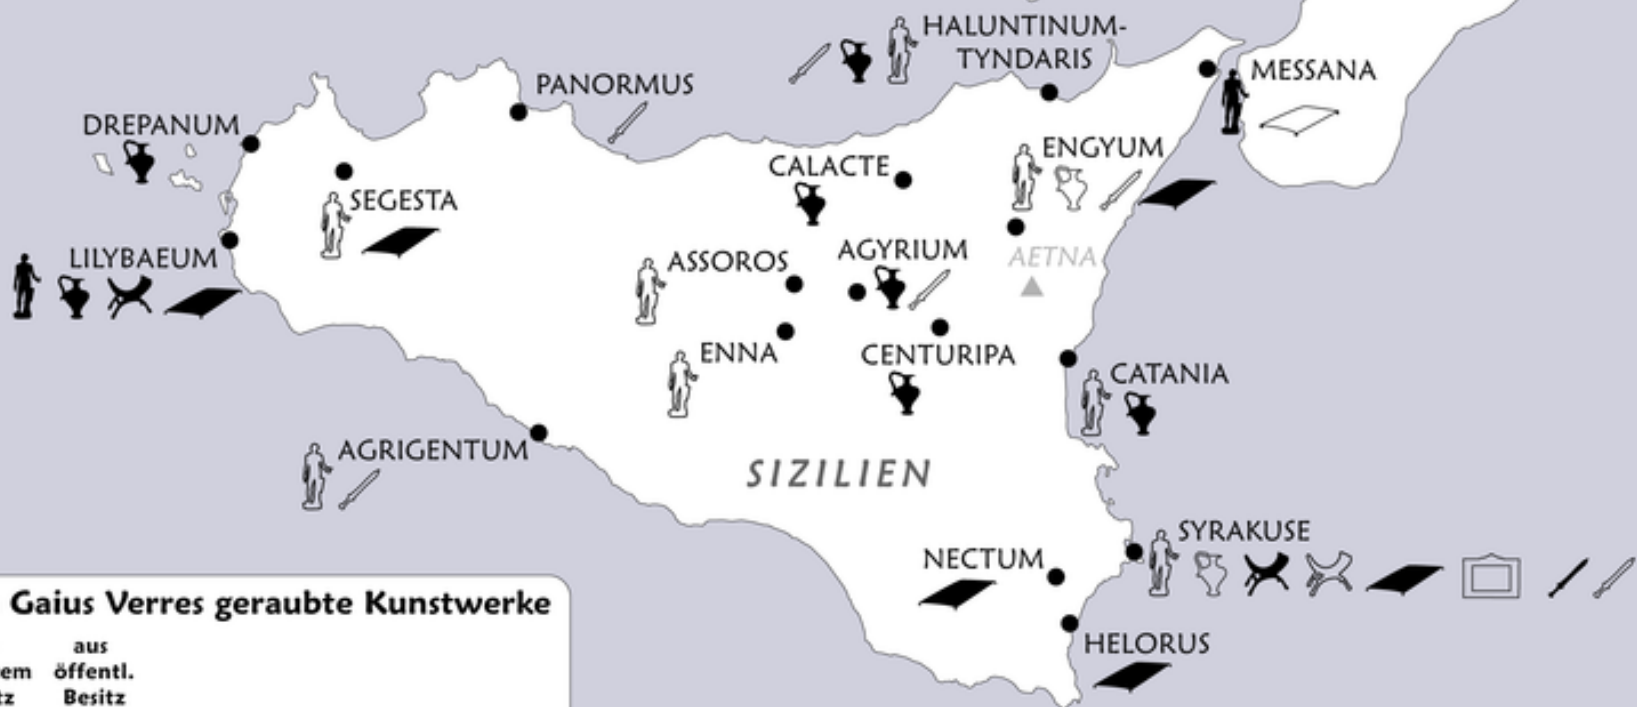 HALUNTINUM-
TYNDARIS
MESSANA
PANORMUS
DREPANUM
ENGYUM
CALACTE
SEGESTA
AGYRIUM
LILYBAEUM
ASSOROS
AETNA
ENNA
CENTURIPA
CATANIA
AGRIGENTUM
SIZILIEN
SYRAKUSE
NECTUM
HELORUS
Gaius Verres geraubte Kunstwerke
aus
öffentl.
Besitz